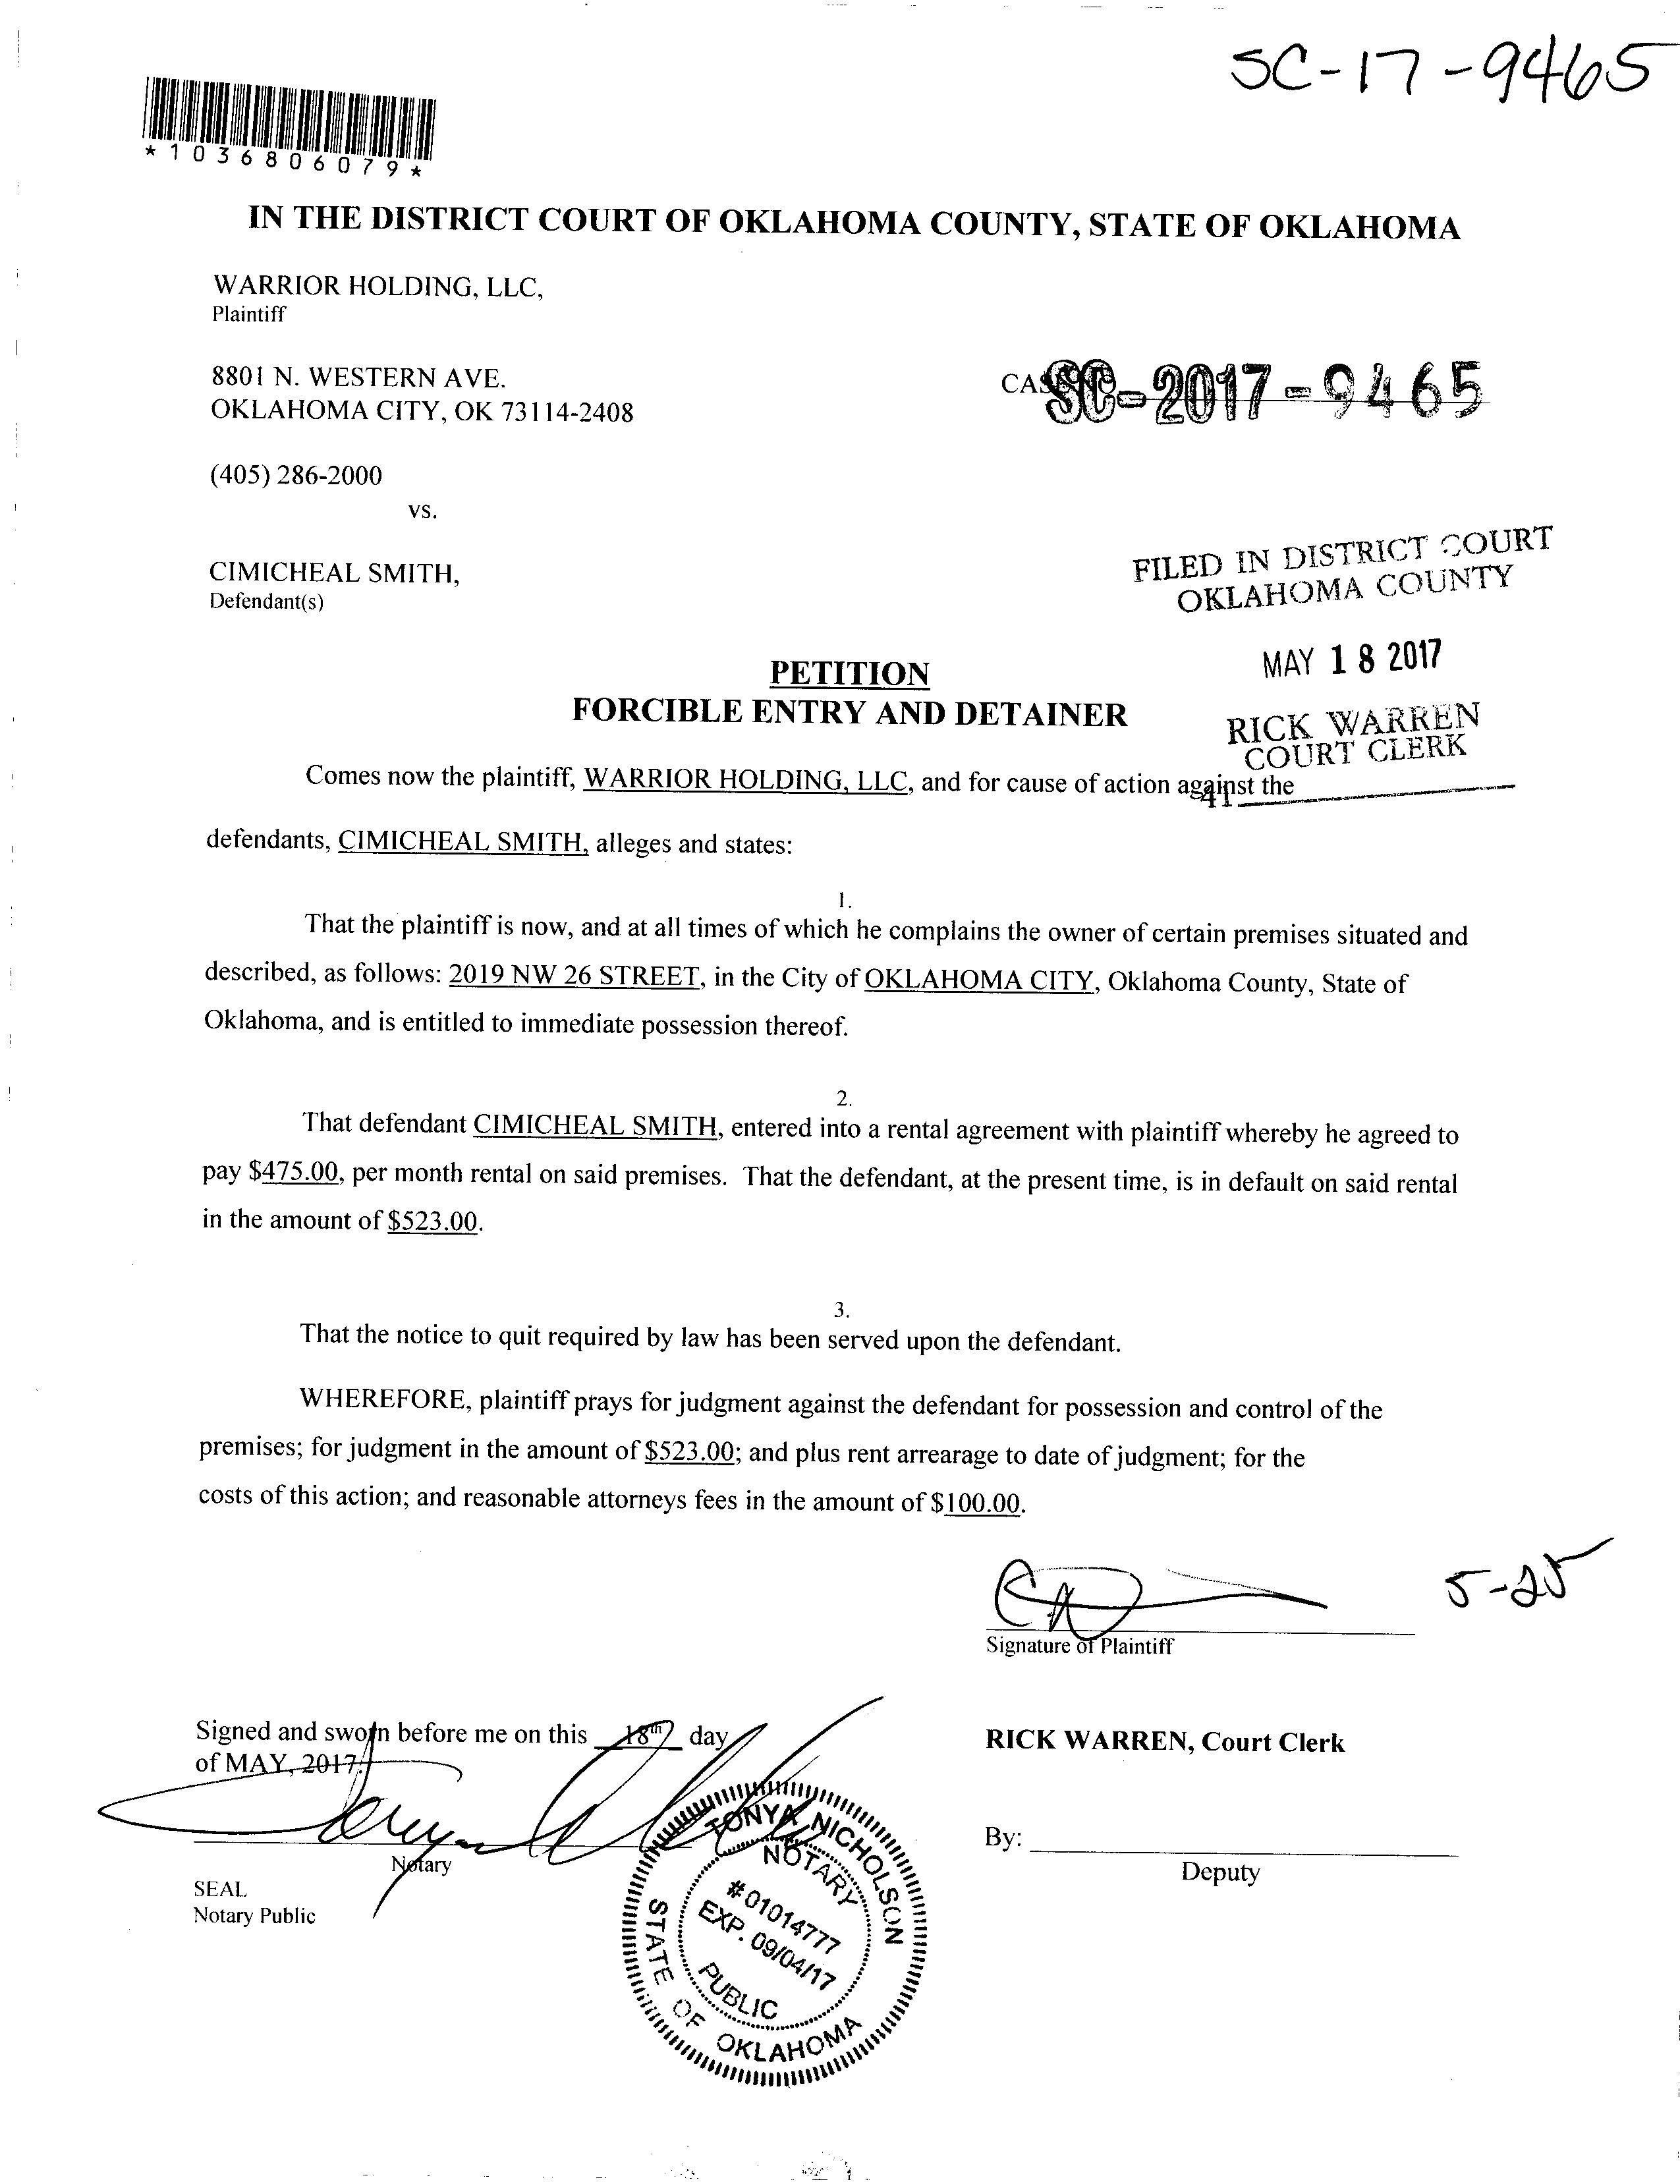 SC-17-9465
*1036806079*
IN THE DISTRICT COURT OF OKLAHOMA COUNTY, STATE OF OKLAHOMA
WARRIOR HOLDING, LLC,
Plaintiff
8801 N. WESTERN AVE.
OKLAHOMA CITY, OK 73114-2408
SC-2017-9465
(405) 286-2000
vs.
CIMICHEAL SMITH,
Defendant(s)
FILED IN DISTRICT COURT
OKLAHOMA COUNTY
MAY 18 2017
RICK WARREN
COURT CLERK
41
PETITION
FORCIBLE ENTRY AND DETAINER
Comes now the plaintiff, WARRIOR HOLDING, LLC, and for cause of action against the
defendants, CIMICHEAL SMITH, alleges and states:
1.
That the plaintiff is now, and at all times of which he complains the owner of certain premises situated and
described, as follows: 2019 NW 26 STREET, in the City of OKLAHOMA CITY, Oklahoma County, State of
Oklahoma, and is entitled to immediate possession thereof.
2.
That defendant CIMICHEAL SMITH, entered into a rental agreement with plaintiff whereby he agreed to
pay $475.00, per month rental on said premises. That the defendant, at the present time, is in default on said rental
in the amount of $523.00.
3.
That the notice to quit required by law has been served upon the defendant.
WHEREFORE, plaintiff prays for judgment against the defendant for possession and control of the
premises; for judgment in the amount of $523.00; and plus rent arrearage to date of judgment; for the
costs of this action; and reasonable attorneys fees in the amount of $100.00.
5-25
Signature of Plaintiff
Signed and sworn before me on this 18th day
of MAY, 2017.
RICK WARREN, Court Clerk
Notary
SEAL
Notary Public
By:
Deputy
TONYA NICHOLSON
NOTARY
#01014777
EXP. 09/04/17
PUBLIC
STATE OF OKLAHOMA